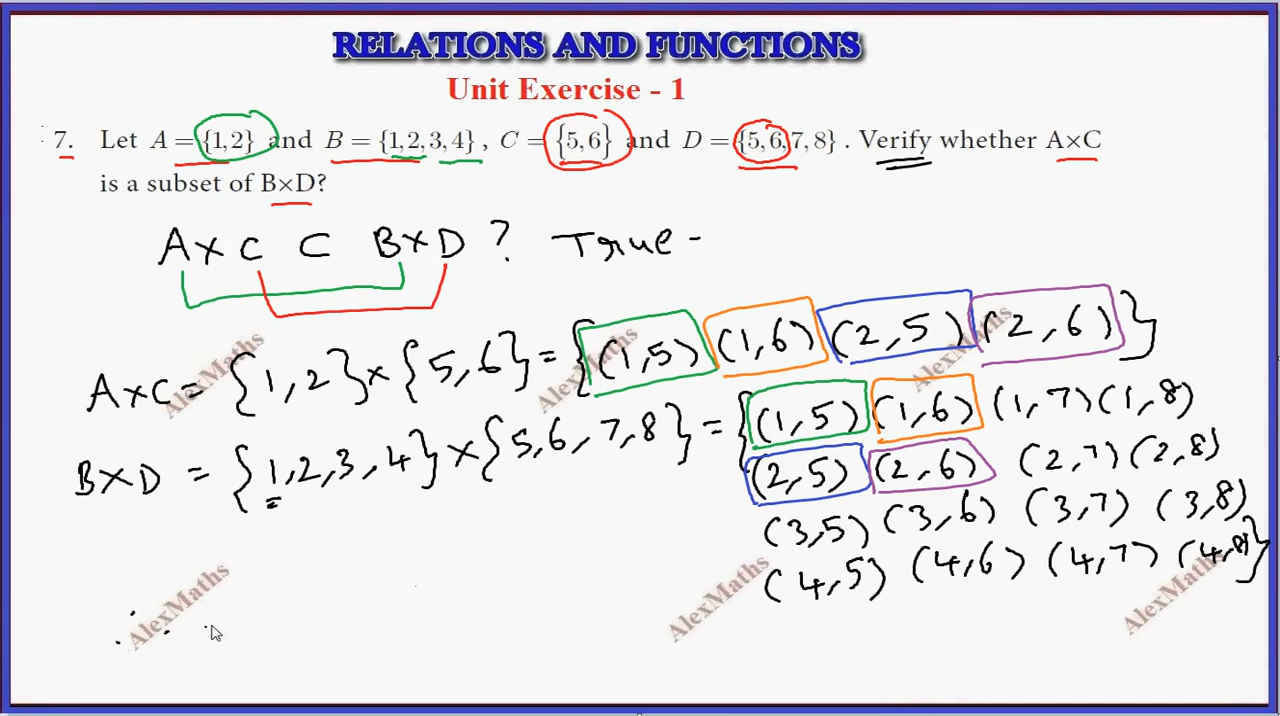 RELATIONS AND FUNCTIONS
Unit Exercise - 1
7. Let A = {1,2} and B = {1,2,3,4} , C = {5,6} and D = {5,6,7,8} . Verify whether A×C
is a subset of B×D?
A×C ⊂ B×D ? True -
A×C = {1,2}×{5,6} = {(1,5) (1,6) (2,5) (2,6)}
B×D = {1,2,3,4}×{5,6,7,8} = {(1,5) (1,6) (1,7) (1,8)
(2,5) (2,6) (2,7) (2,8)
(3,5) (3,6) (3,7) (3,8)
(4,5) (4,6) (4,7) (4,8)}
AlexMaths
AlexMaths
AlexMaths
AlexMaths
AlexMaths
AlexMaths